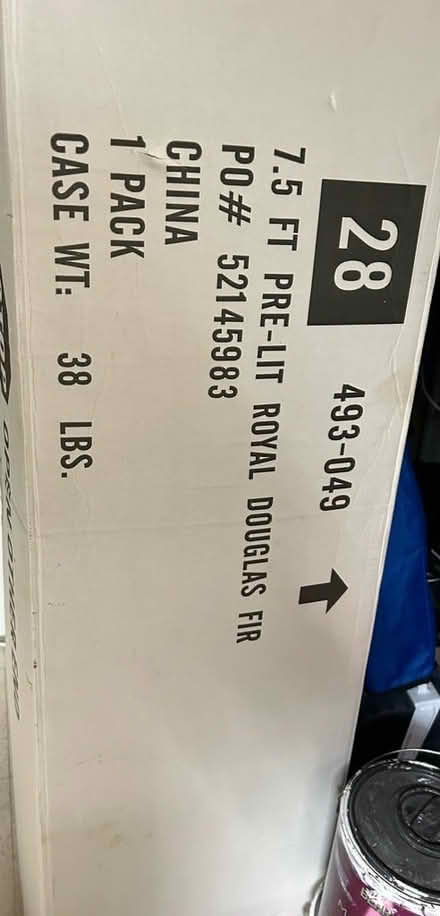 28 493-049
7.5 FT PRE-LIT ROYAL DOUGLAS FIR
PO# 52145983
CHINA
1 PACK
CASE WT: 38 LBS.